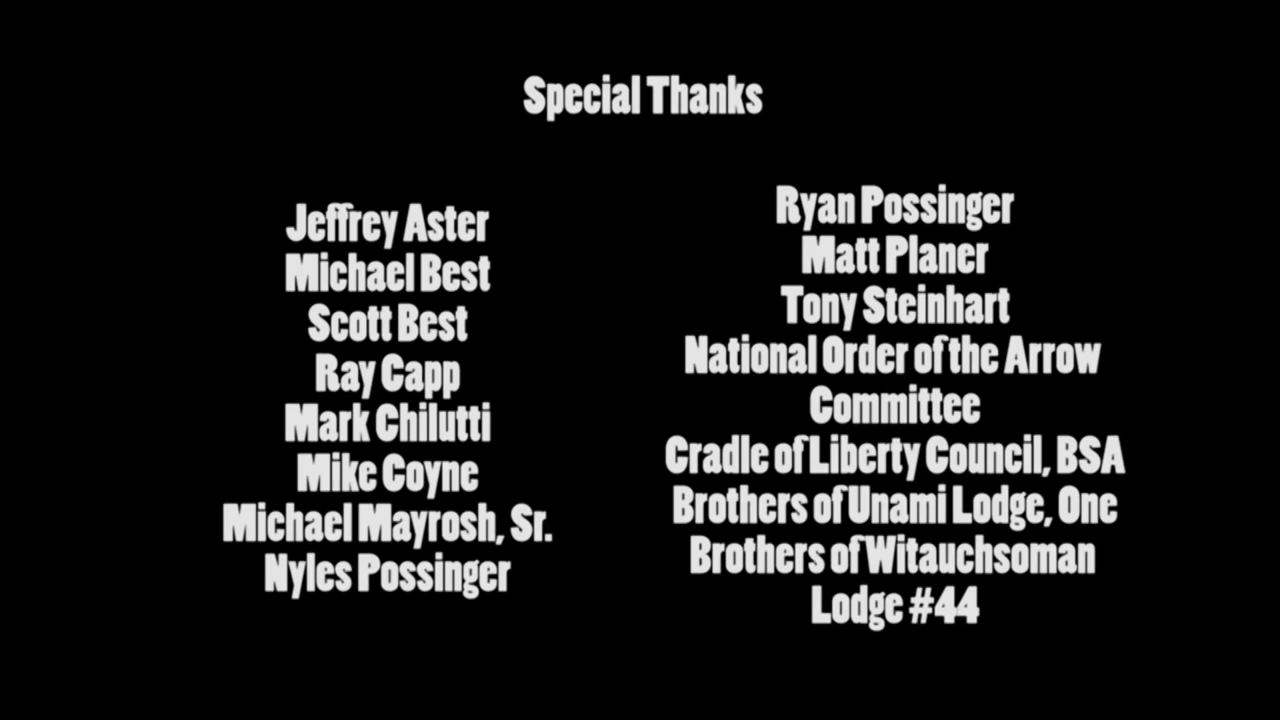 Special Thanks
Jeffrey Aster
Michael Best
Scott Best
Ray Capp
Mark Chilutti
Mike Coyne
Michael Mayrosh, Sr.
Nyles Possinger
Ryan Possinger
Matt Planer
Tony Steinhart
National Order of the Arrow
Committee
Cradle of Liberty Council, BSA
Brothers of Unami Lodge, One
Brothers of Witauchsoman
Lodge #44